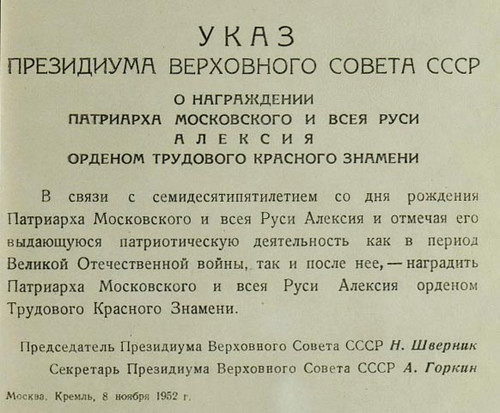 УКАЗ
ПРЕЗИДИУМА ВЕРХОВНОГО СОВЕТА СССР
О НАГРАЖДЕНИИ
ПАТРИАРХА МОСКОВСКОГО И ВСЕЯ РУСИ
АЛЕКСИЯ
ОРДЕНОМ ТРУДОВОГО КРАСНОГО ЗНАМЕНИ
В связи с семидесятипятилетием со дня рождения
Патриарха Московского и всея Руси Алексия и отмечая его
выдающуюся патриотическую деятельность как в период
Великой Отечественной войны, так и после нее, — наградить
Патриарха Московского и всея Руси Алексия орденом
Трудового Красного Знамени.
Председатель Президиума Верховного Совета СССР Н. Шверник
Секретарь Президиума Верховного Совета СССР А. Горкин
Москва. Кремль, 8 ноября 1952 г.